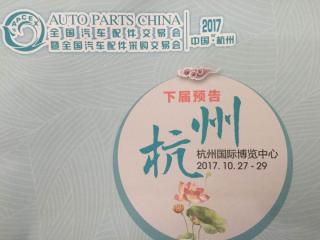 APCE
AUTO PARTS CHINA
全国汽车配件交易会
暨全国汽车配件采购交易会
2017
中国·杭州
下届预告
杭州
杭州国际博览中心
2017.10.27-29